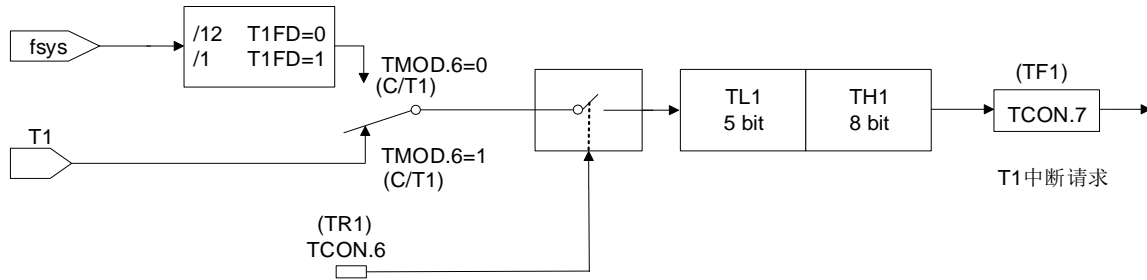 fsys
/12 T1FD=0
/1 T1FD=1
TMOD.6=0
(C/T1)
T1
TMOD.6=1
(C/T1)
(TR1)
TCON.6
TL1
5 bit
TH1
8 bit
(TF1)
TCON.7
T1中断请求